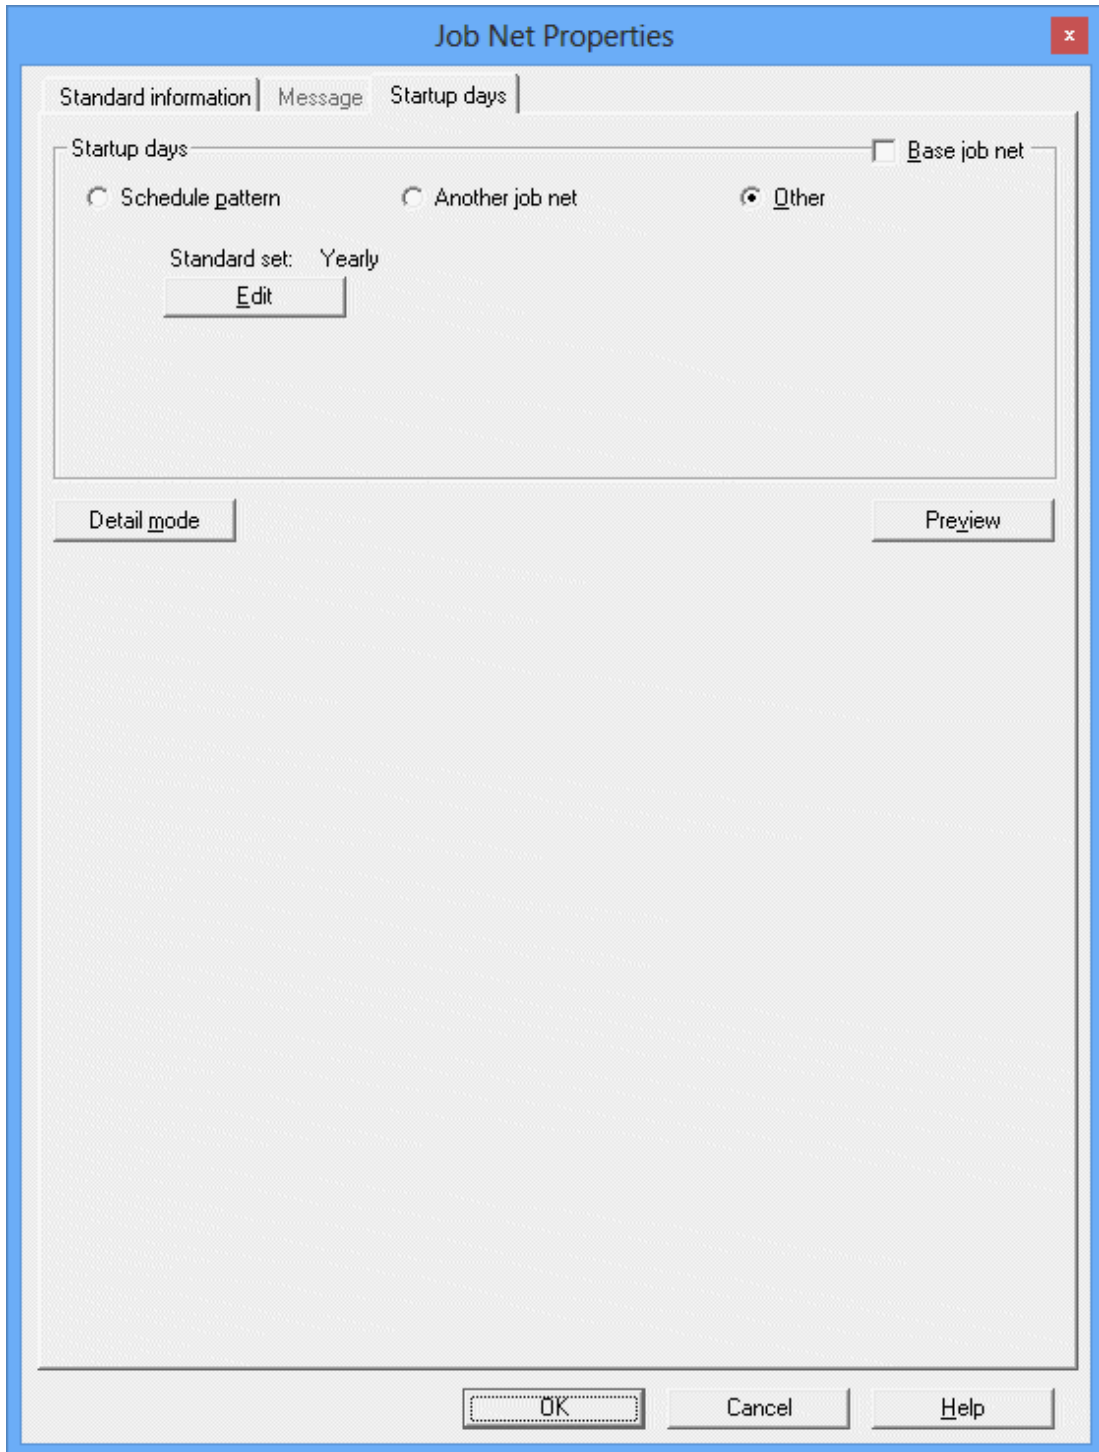 Job Net Properties
x
Standard information Message Startup days
Startup days Base job net
Schedule pattern Another job net Other
Standard set: Yearly
Edit
Detail mode Preview
OK Cancel Help